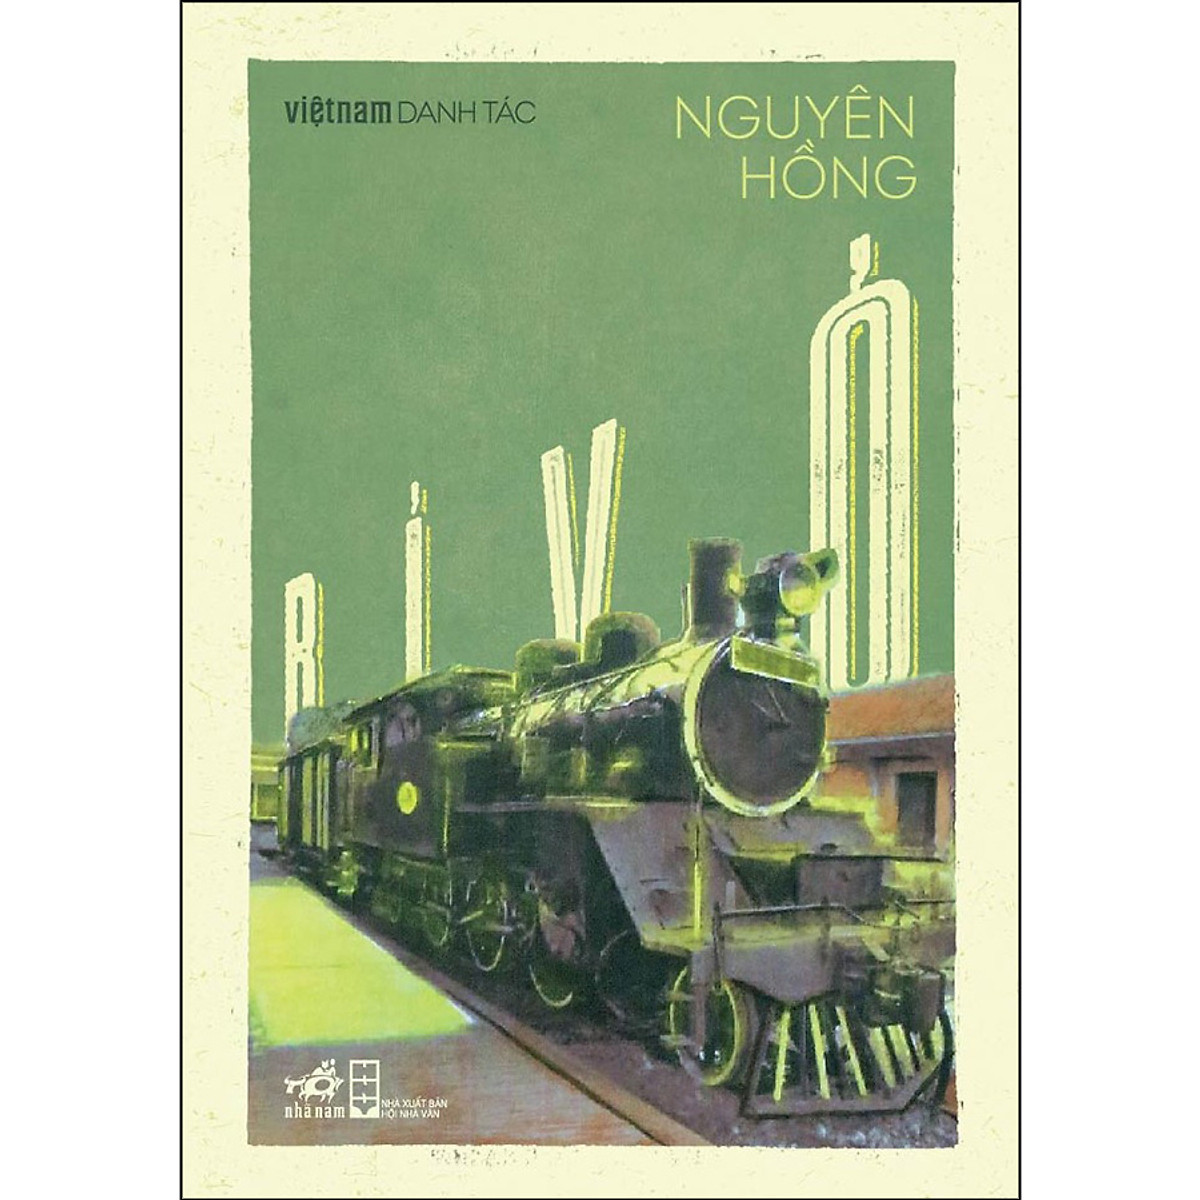 việtnam DANH TÁC
NGUYÊN
HỒNG
BỈ VỎ
nhã nam
NHÀ XUẤT BẢN
HỘI NHÀ VĂN